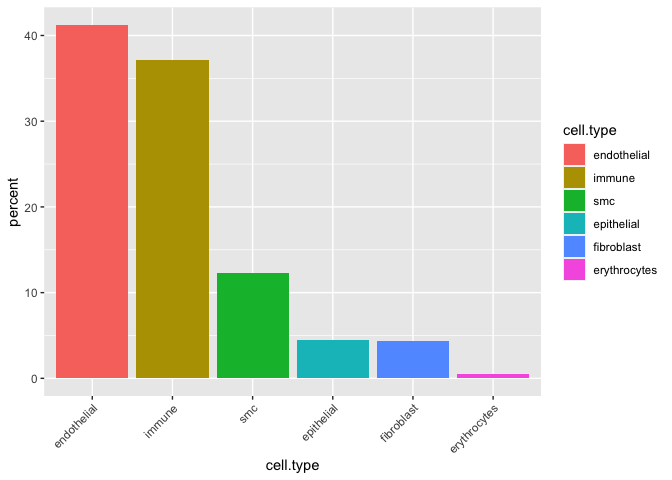 percent
40
30
20
10
0
endothelial
immune
smc
epithelial
fibroblast
erythrocytes
cell.type
cell.type
endothelial
immune
smc
epithelial
fibroblast
erythrocytes